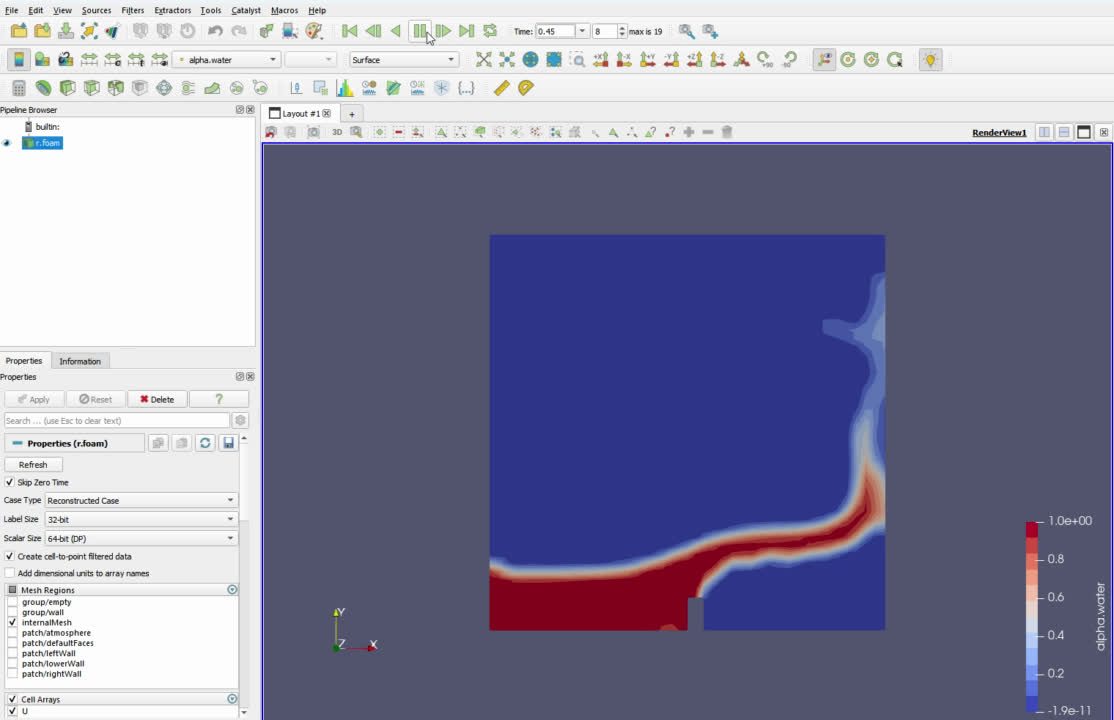 File Edit View Sources Filters Extractors Tools Catalyst Macros Help
Time: 0.45 8 max is 19
alpha.water Surface +X -X +Y -Y +Z -Z +90 -90
Pipeline Browser
Layout #1 +
builtin:
3D RenderView1
r.foam
Properties Information
Properties
Apply Reset Delete ?
Search ... (use Esc to clear text)
Properties (r.foam)
Refresh
Skip Zero Time
Case Type Reconstructed Case
Label Size 32-bit
Scalar Size 64-bit (DP)
Create cell-to-point filtered data
Add dimensional units to array names
Mesh Regions
group/empty
group/wall
internalMesh
patch/atmosphere
patch/defaultFaces
patch/leftWall
patch/lowerWall
patch/rightWall
Cell Arrays
U
Y
Z X
1.0e+00
0.8
0.6
0.4
0.2
-1.9e-11
alpha.water